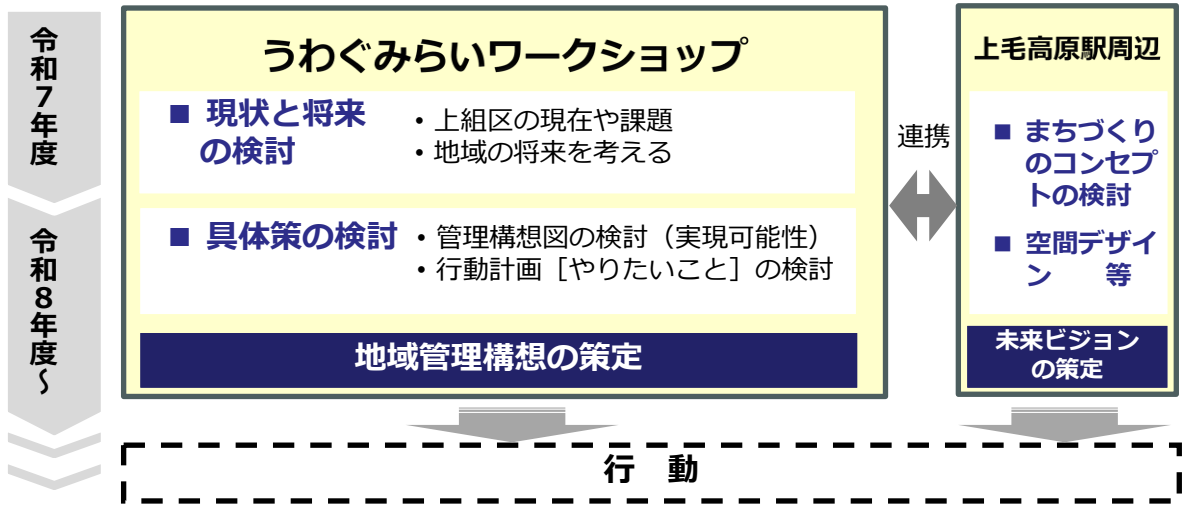 令和7年度
令和8年度～
うわぐみらいワークショップ
■ 現状と将来
の検討
・上組区の現在や課題
・地域の将来を考える
■ 具体策の検討
・管理構想図の検討（実現可能性）
・行動計画［やりたいこと］の検討
地域管理構想の策定
連携
上毛高原駅周辺
■ まちづくり
のコンセプ
トの検討
■ 空間デザイ
ン　　等
未来ビジョン
の策定
行　動